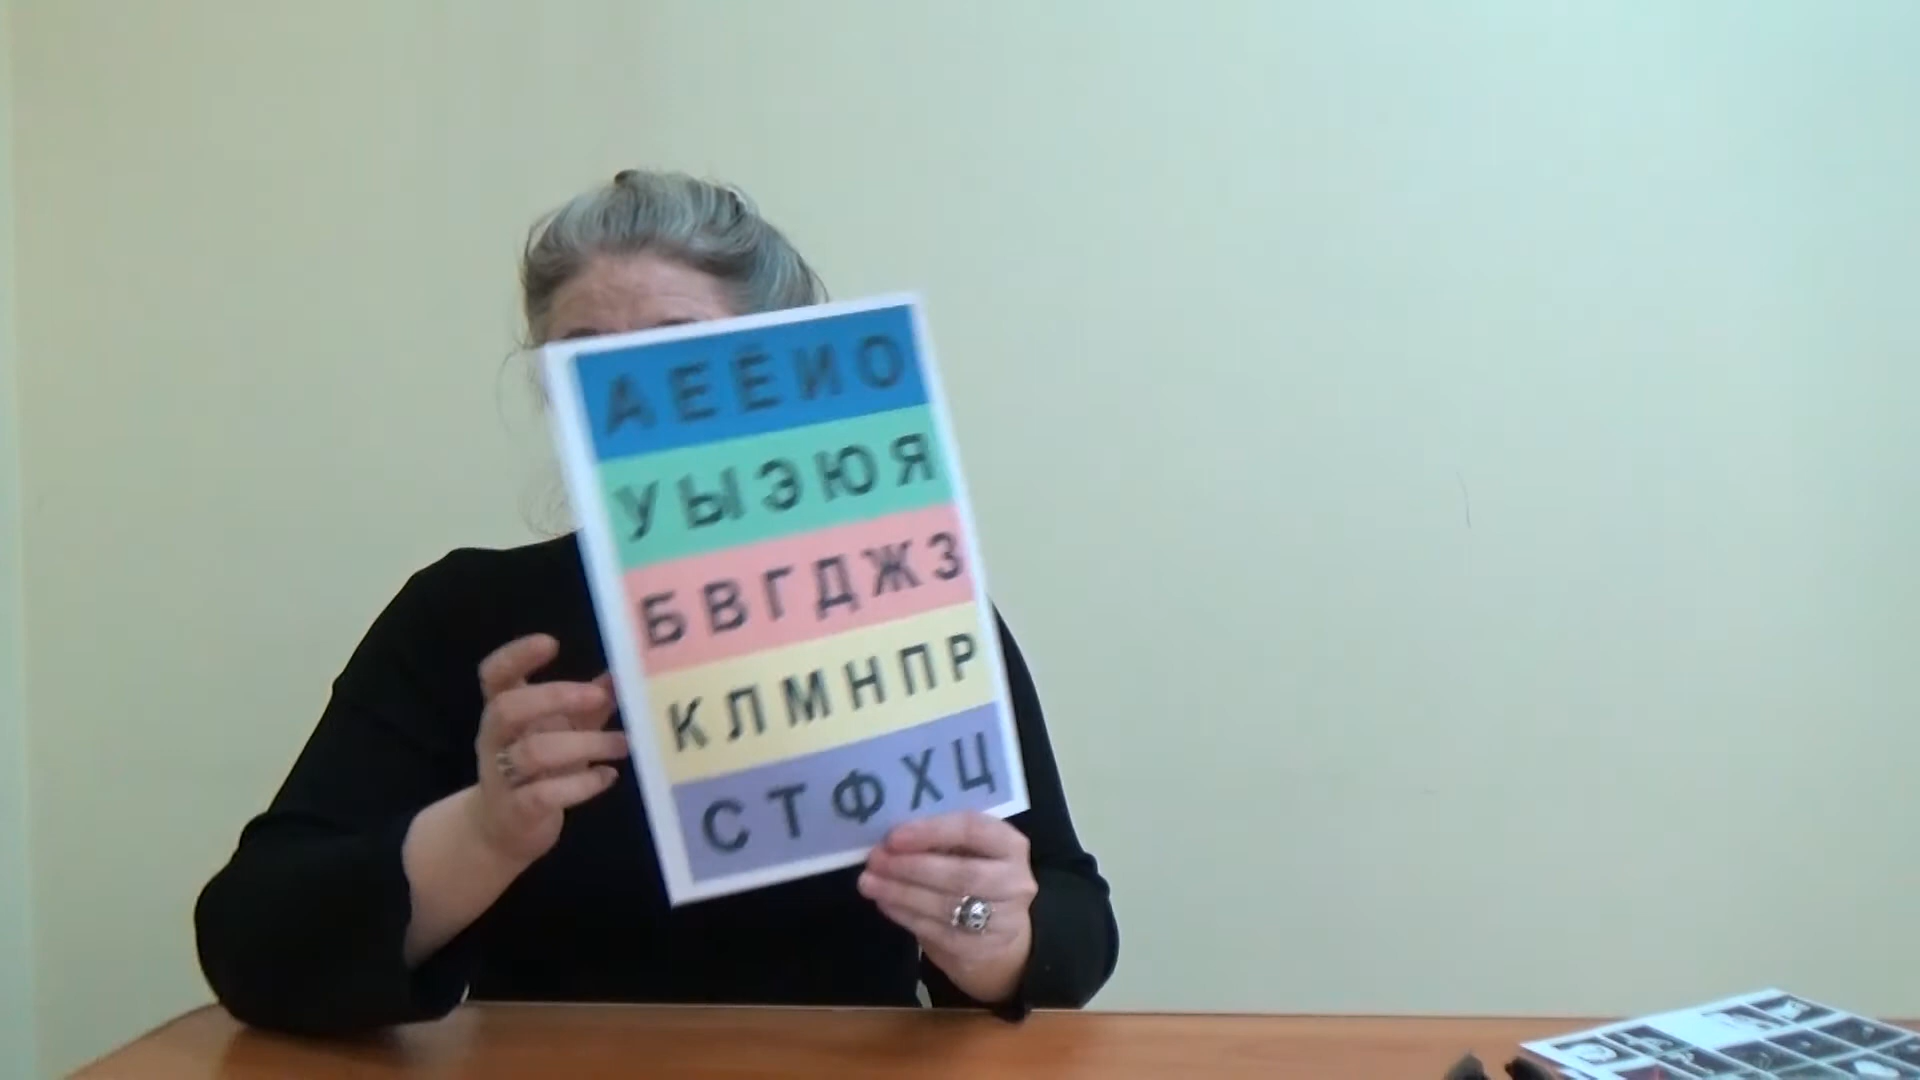 А Е Ё И О
У Ы Э Ю Я
Б В Г Д Ж З
К Л М Н П Р
С Т Ф Х Ц